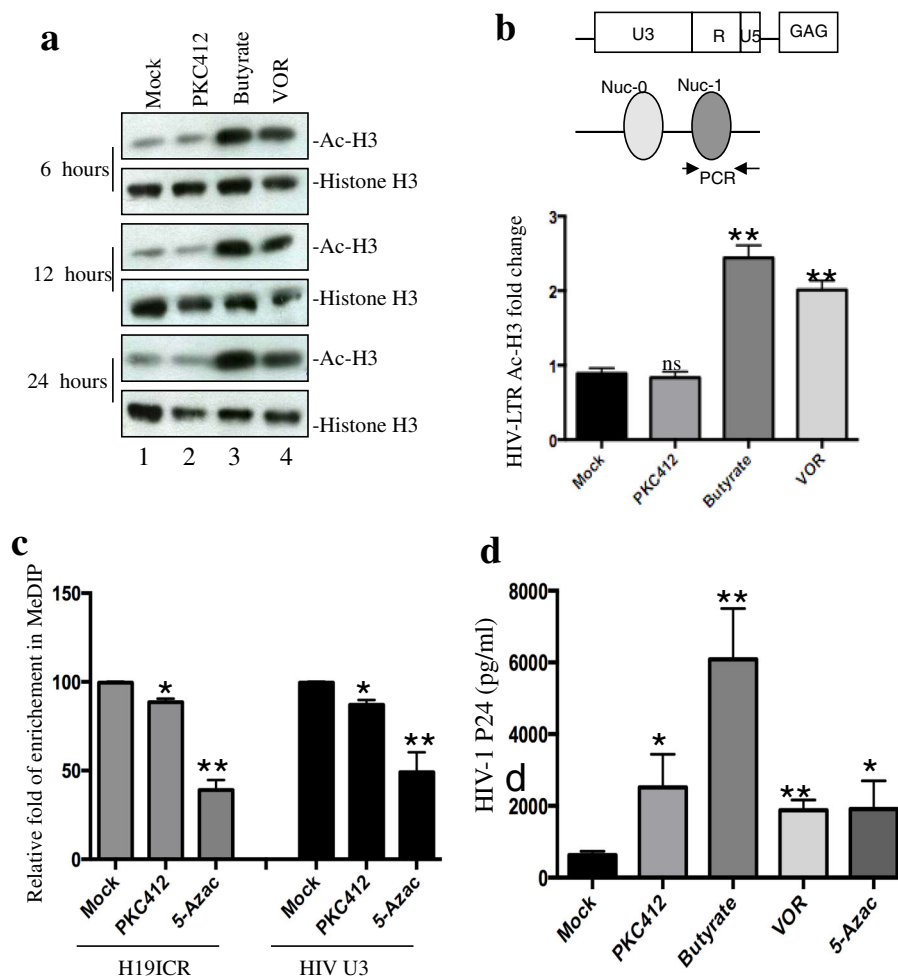 a
Mock PKC412 Butyrate VOR
6 hours
-Ac-H3
-Histone H3
12 hours
-Ac-H3
-Histone H3
24 hours
-Ac-H3
-Histone H3
1 2 3 4
b
U3 R U5 GAG
Nuc-0 Nuc-1
PCR
HIV-LTR Ac-H3 fold change
3
2
1
0
ns
**
**
Mock PKC412 Butyrate VOR
c
Relative fold of enrichement in MeDIP
150
100
50
0
*
**
*
**
Mock PKC412 5-Azac Mock PKC412 5-Azac
H19ICR HIV U3
d
HIV-1 P24 (pg/ml)
d
8000
6000
4000
2000
0
*
**
**
*
Mock PKC412 Butyrate VOR 5-Azac